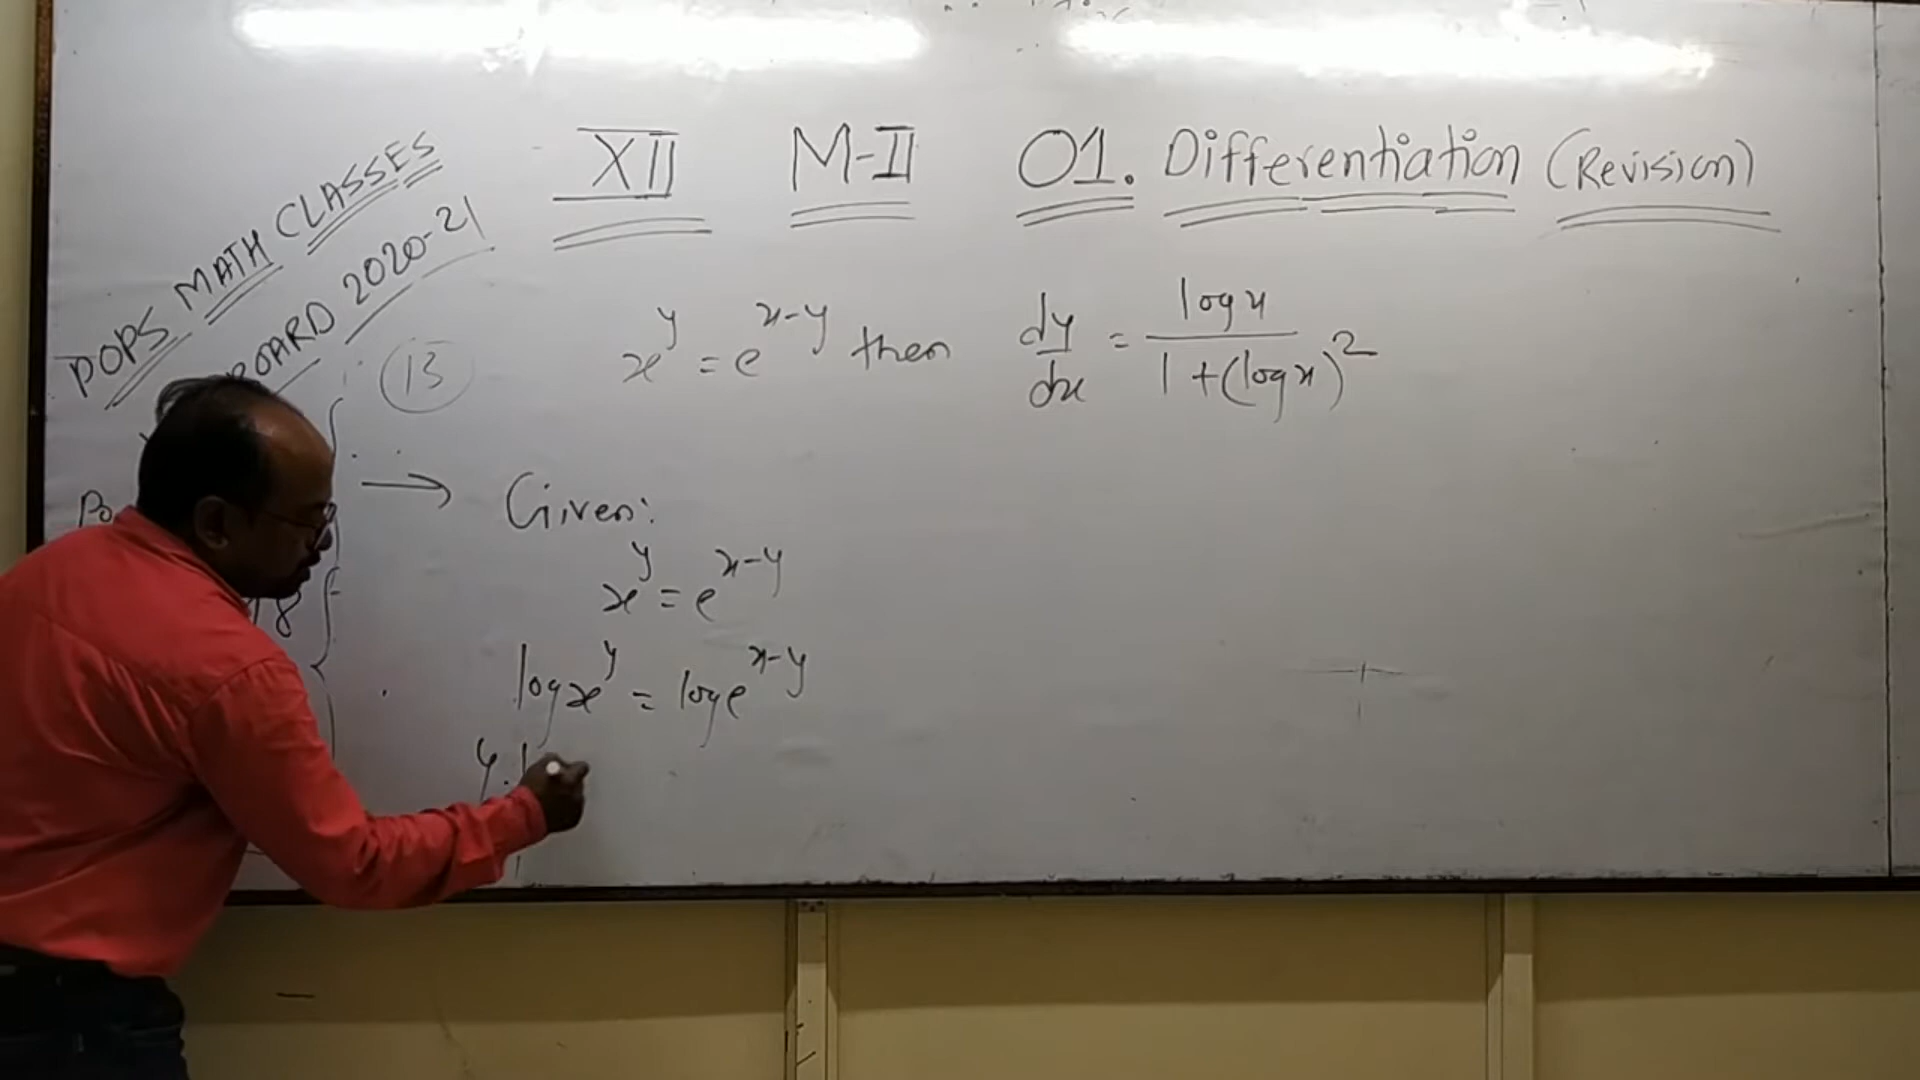 XII M-II 01. Differentiation (Revision)
POPS MATH CLASSES
BOARD 2020-21
13
x^y = e^{x-y} then dy/dx = log x / 1 + (log x)^2
→ Given:
x^y = e^{x-y}
log x^y = log e^{x-y}
y.